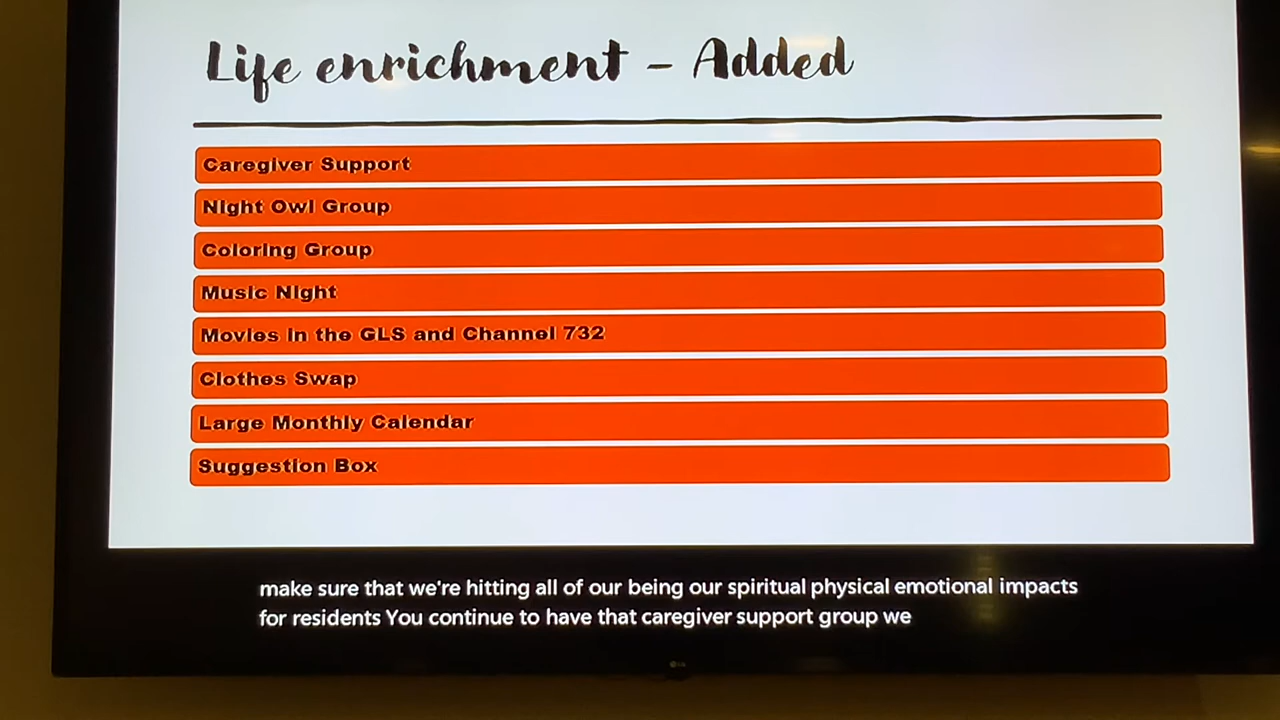 Life enrichment - Added
Caregiver Support
Night Owl Group
Coloring Group
Music Night
Movies in the GLS and Channel 732
Clothes Swap
Large Monthly Calendar
Suggestion Box
make sure that we're hitting all of our being our spiritual physical emotional impacts
for residents You continue to have that caregiver support group we
LG